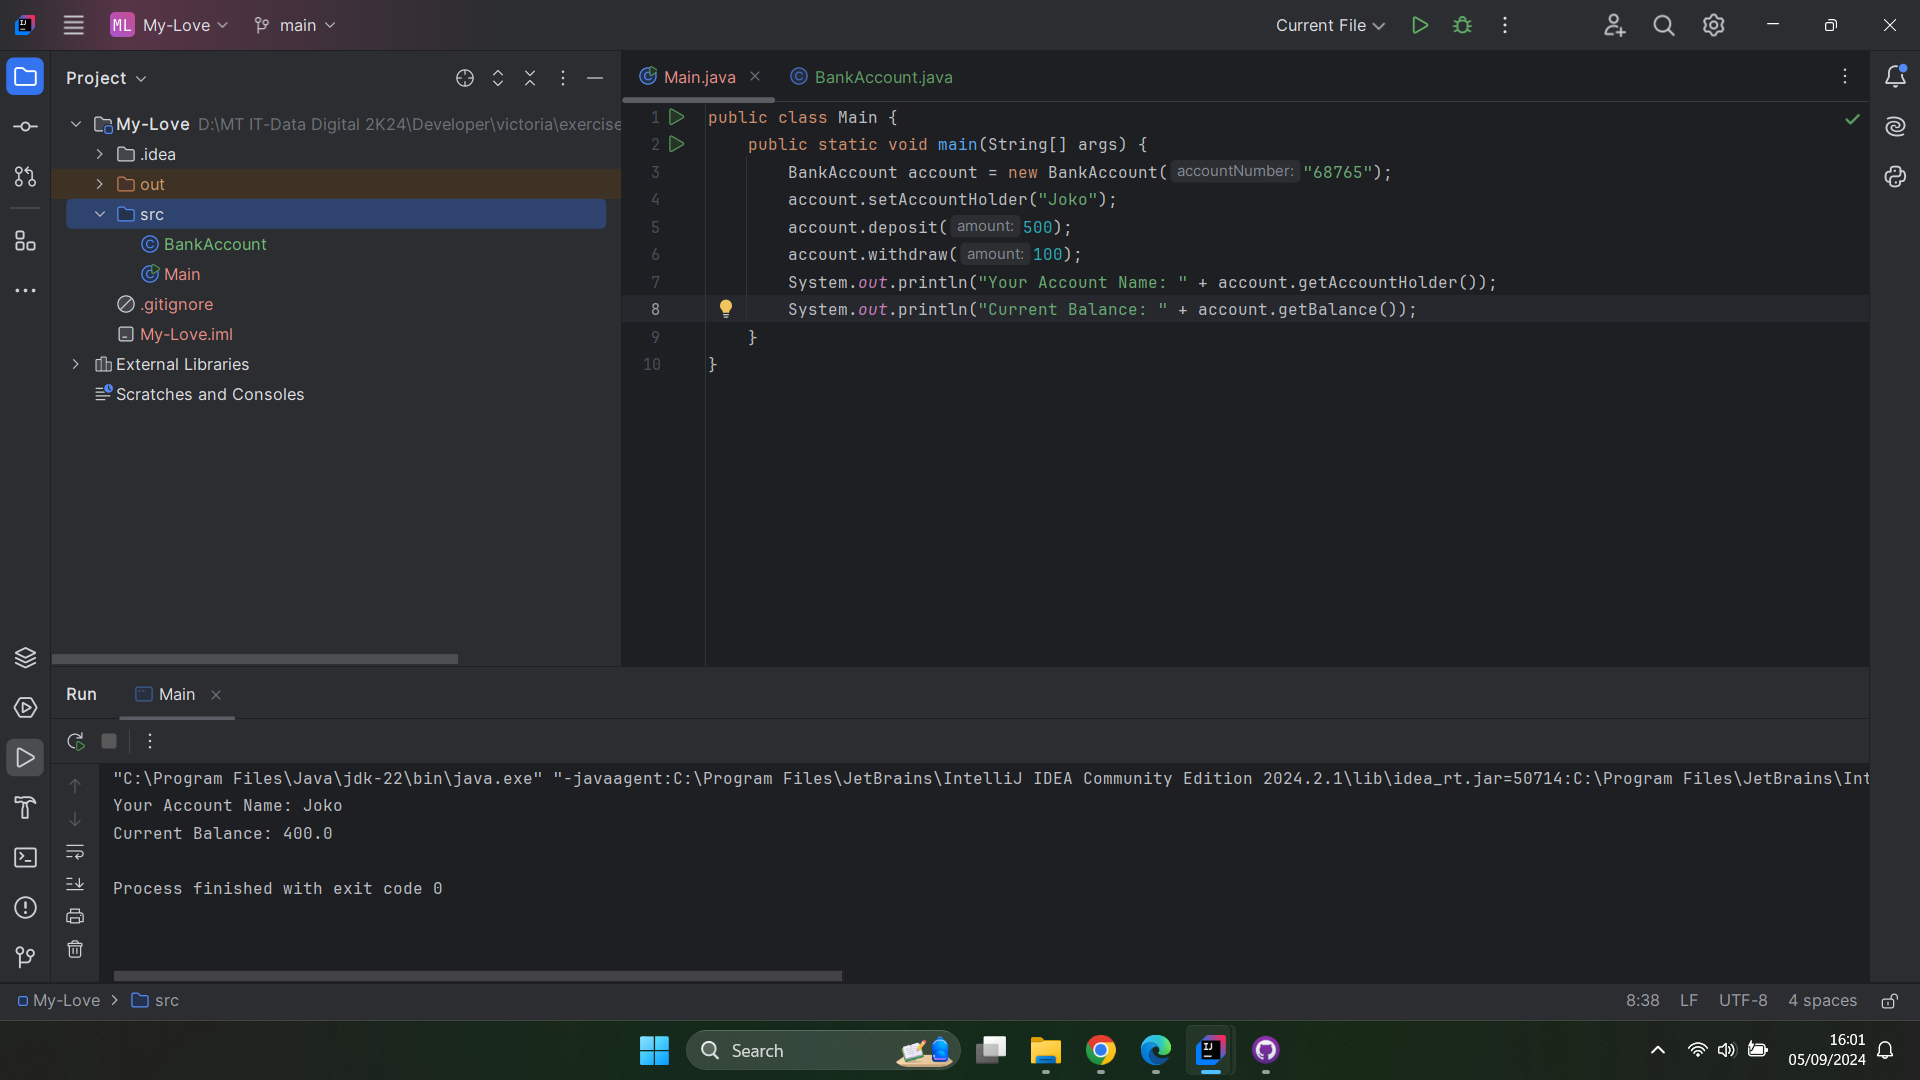 ML My-Love main Current File
Project
My-Love D:\MT IT-Data Digital 2K24\Developer\victoria\exercise
.idea
out
src
BankAccount
Main
.gitignore
My-Love.iml
External Libraries
Scratches and Consoles
Main.java BankAccount.java
1 public class Main {
2 public static void main(String[] args) {
3 BankAccount account = new BankAccount( accountNumber: "68765");
4 account.setAccountHolder("Joko");
5 account.deposit( amount: 500);
6 account.withdraw( amount: 100);
7 System.out.println("Your Account Name: " + account.getAccountHolder());
8 System.out.println("Current Balance: " + account.getBalance());
9 }
10 }
Run Main
"C:\Program Files\Java\jdk-22\bin\java.exe" "-javaagent:C:\Program Files\JetBrains\IntelliJ IDEA Community Edition 2024.2.1\lib\idea_rt.jar=50714:C:\Program Files\JetBrains\Int
Your Account Name: Joko
Current Balance: 400.0
Process finished with exit code 0
My-Love > src 8:38 LF UTF-8 4 spaces
Search
16:01
05/09/2024